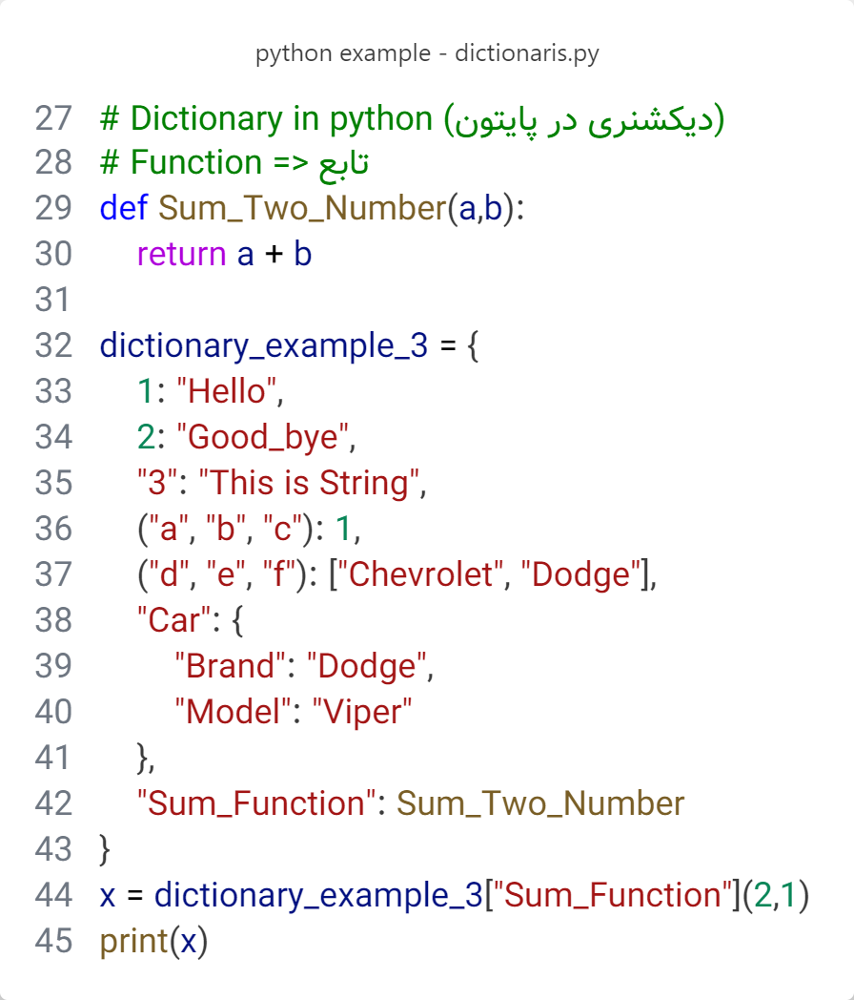 python example - dictionaris.py
27 # Dictionary in python (دیکشنری در پایتون)
28 # Function => تابع
29 def Sum_Two_Number(a,b):
30     return a + b
31
32 dictionary_example_3 = {
33     1: "Hello",
34     2: "Good_bye",
35     "3": "This is String",
36     ("a", "b", "c"): 1,
37     ("d", "e", "f"): ["Chevrolet", "Dodge"],
38     "Car": {
39         "Brand": "Dodge",
40         "Model": "Viper"
41     },
42     "Sum_Function": Sum_Two_Number
43 }
44 x = dictionary_example_3["Sum_Function"](2,1)
45 print(x)